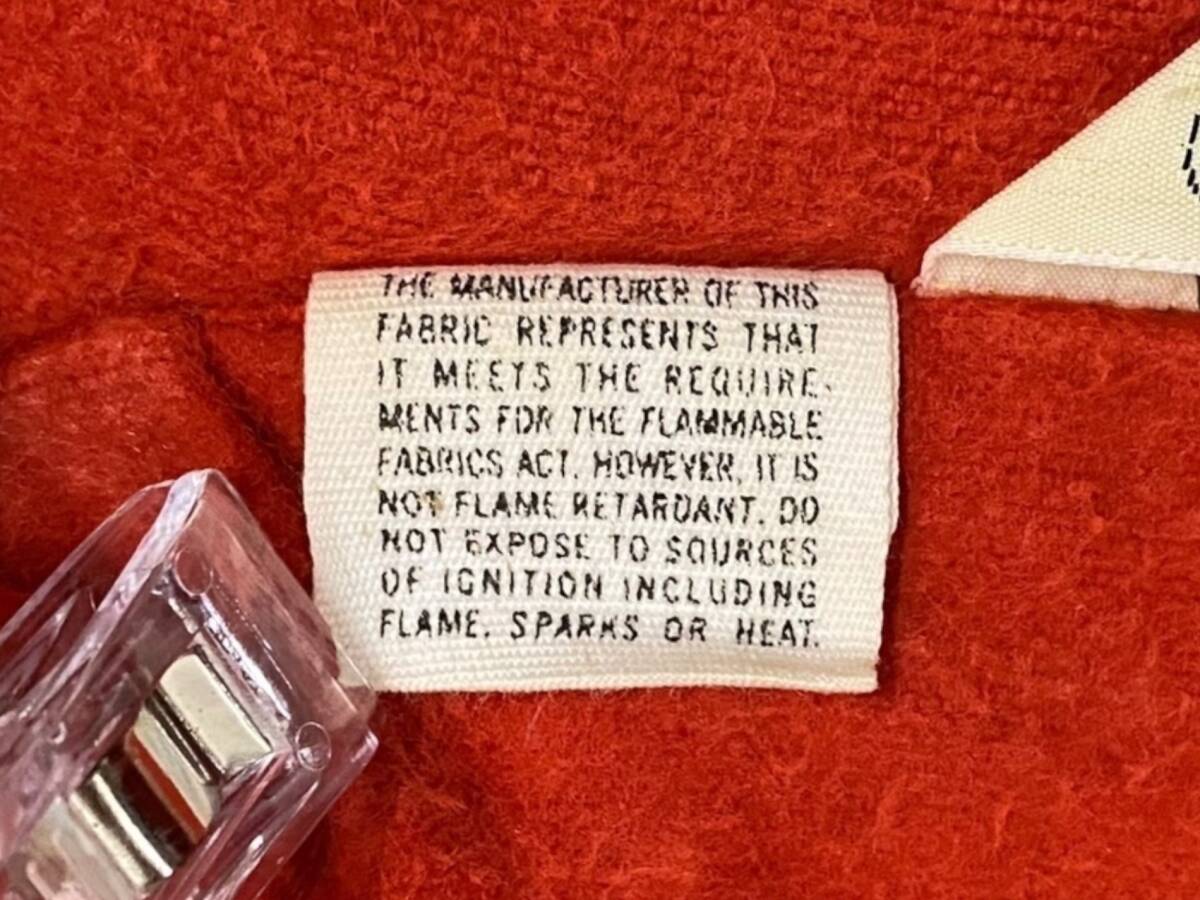 THE MANUFACTURER OF THIS
FABRIC REPRESENTS THAT
IT MEETS THE REQUIRE-
MENTS FOR THE FLAMMABLE
FABRICS ACT. HOWEVER, IT IS
NOT FLAME RETARDANT. DO
NOT EXPOSE TO SOURCES
OF IGNITION INCLUDING
FLAME, SPARKS OR HEAT.